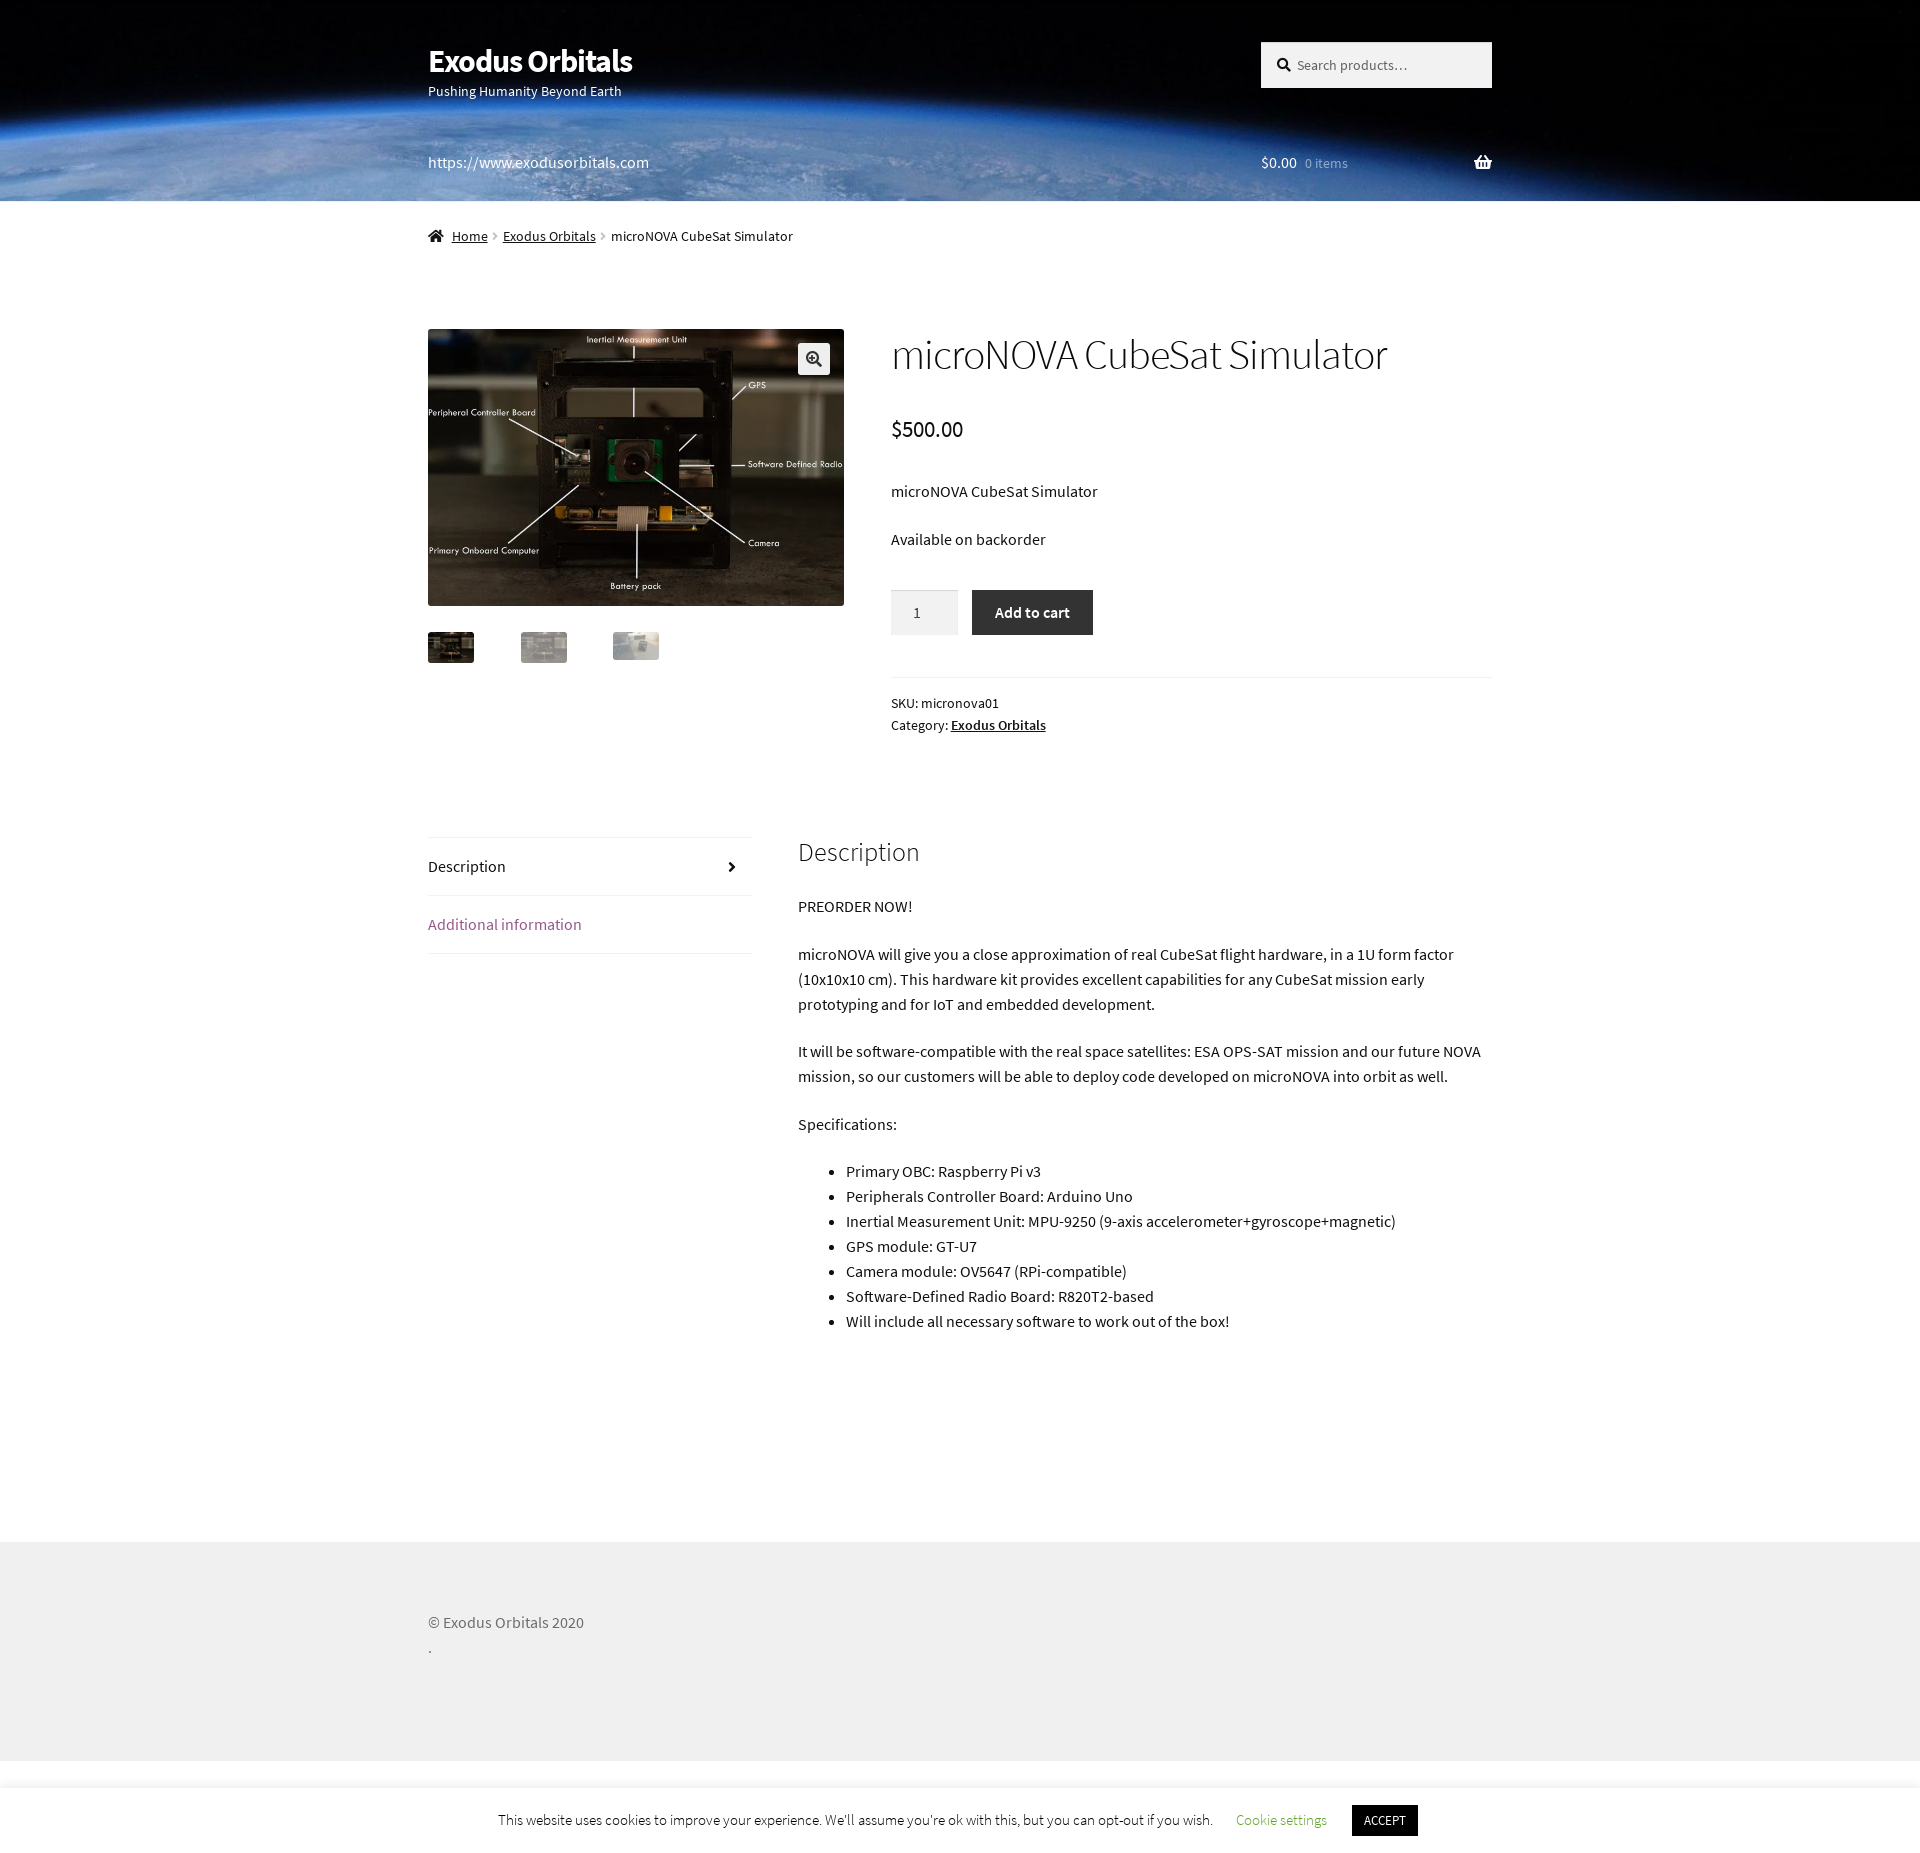 Exodus Orbitals
Pushing Humanity Beyond Earth
Search products…
https://www.exodusorbitals.com
$0.00 0 items
Home
Exodus Orbitals
microNOVA CubeSat Simulator
Inertial Measurement Unit
GPS
Peripheral Controller Board
Software Defined Radio
Camera
Primary Onboard Computer
Battery pack
microNOVA CubeSat Simulator
$500.00
microNOVA CubeSat Simulator
Available on backorder
1
Add to cart
SKU: micronova01
Category: Exodus Orbitals
Description
Additional information
Description
PREORDER NOW!
microNOVA will give you a close approximation of real CubeSat flight hardware, in a 1U form factor
(10x10x10 cm). This hardware kit provides excellent capabilities for any CubeSat mission early
prototyping and for IoT and embedded development.
It will be software-compatible with the real space satellites: ESA OPS-SAT mission and our future NOVA
mission, so our customers will be able to deploy code developed on microNOVA into orbit as well.
Specifications:
Primary OBC: Raspberry Pi v3
Peripherals Controller Board: Arduino Uno
Inertial Measurement Unit: MPU-9250 (9-axis accelerometer+gyroscope+magnetic)
GPS module: GT-U7
Camera module: OV5647 (RPi-compatible)
Software-Defined Radio Board: R820T2-based
Will include all necessary software to work out of the box!
© Exodus Orbitals 2020
.
This website uses cookies to improve your experience. We'll assume you're ok with this, but you can opt-out if you wish.
Cookie settings
ACCEPT